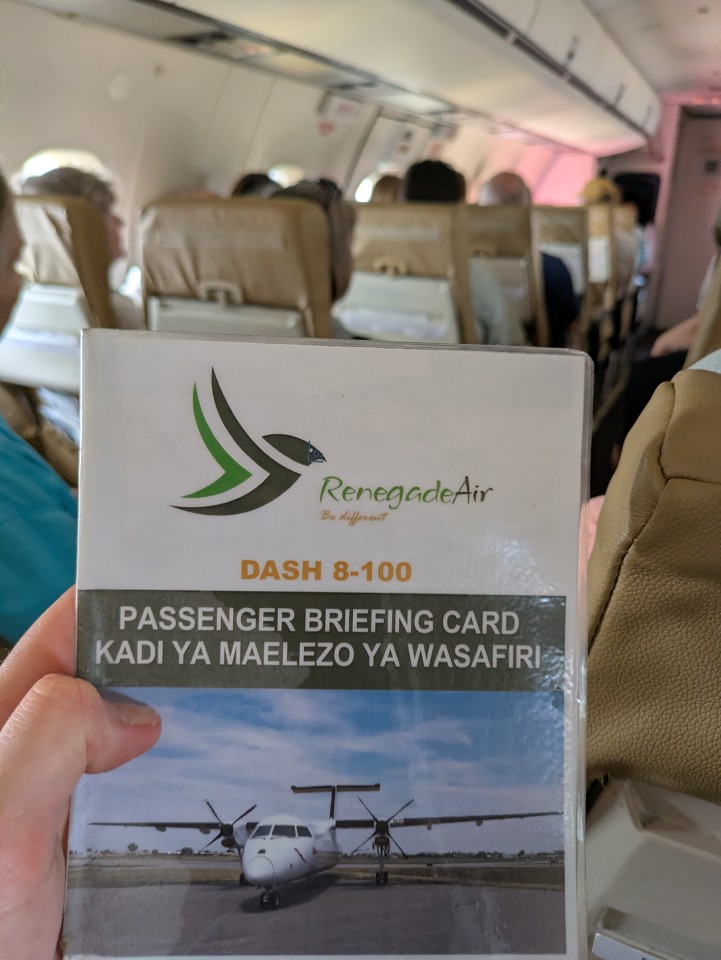 RenegadeAir
Be different
DASH 8-100
PASSENGER BRIEFING CARD
KADI YA MAELEZO YA WASAFIRI